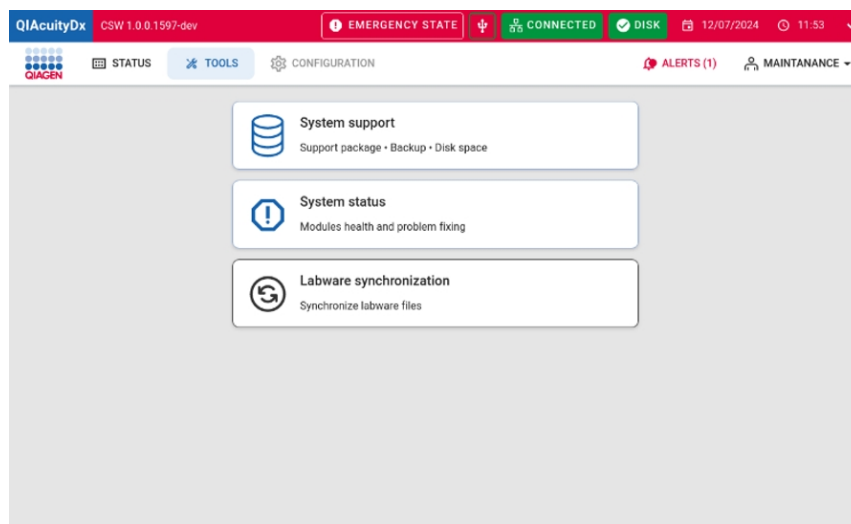 QIAcuityDx CSW 1.0.0.1597-dev EMERGENCY STATE CONNECTED DISK 12/07/2024 11:53
QIAGEN STATUS TOOLS CONFIGURATION ALERTS (1) MAINTANANCE
System support
Support package • Backup • Disk space
System status
Modules health and problem fixing
Labware synchronization
Synchronize labware files